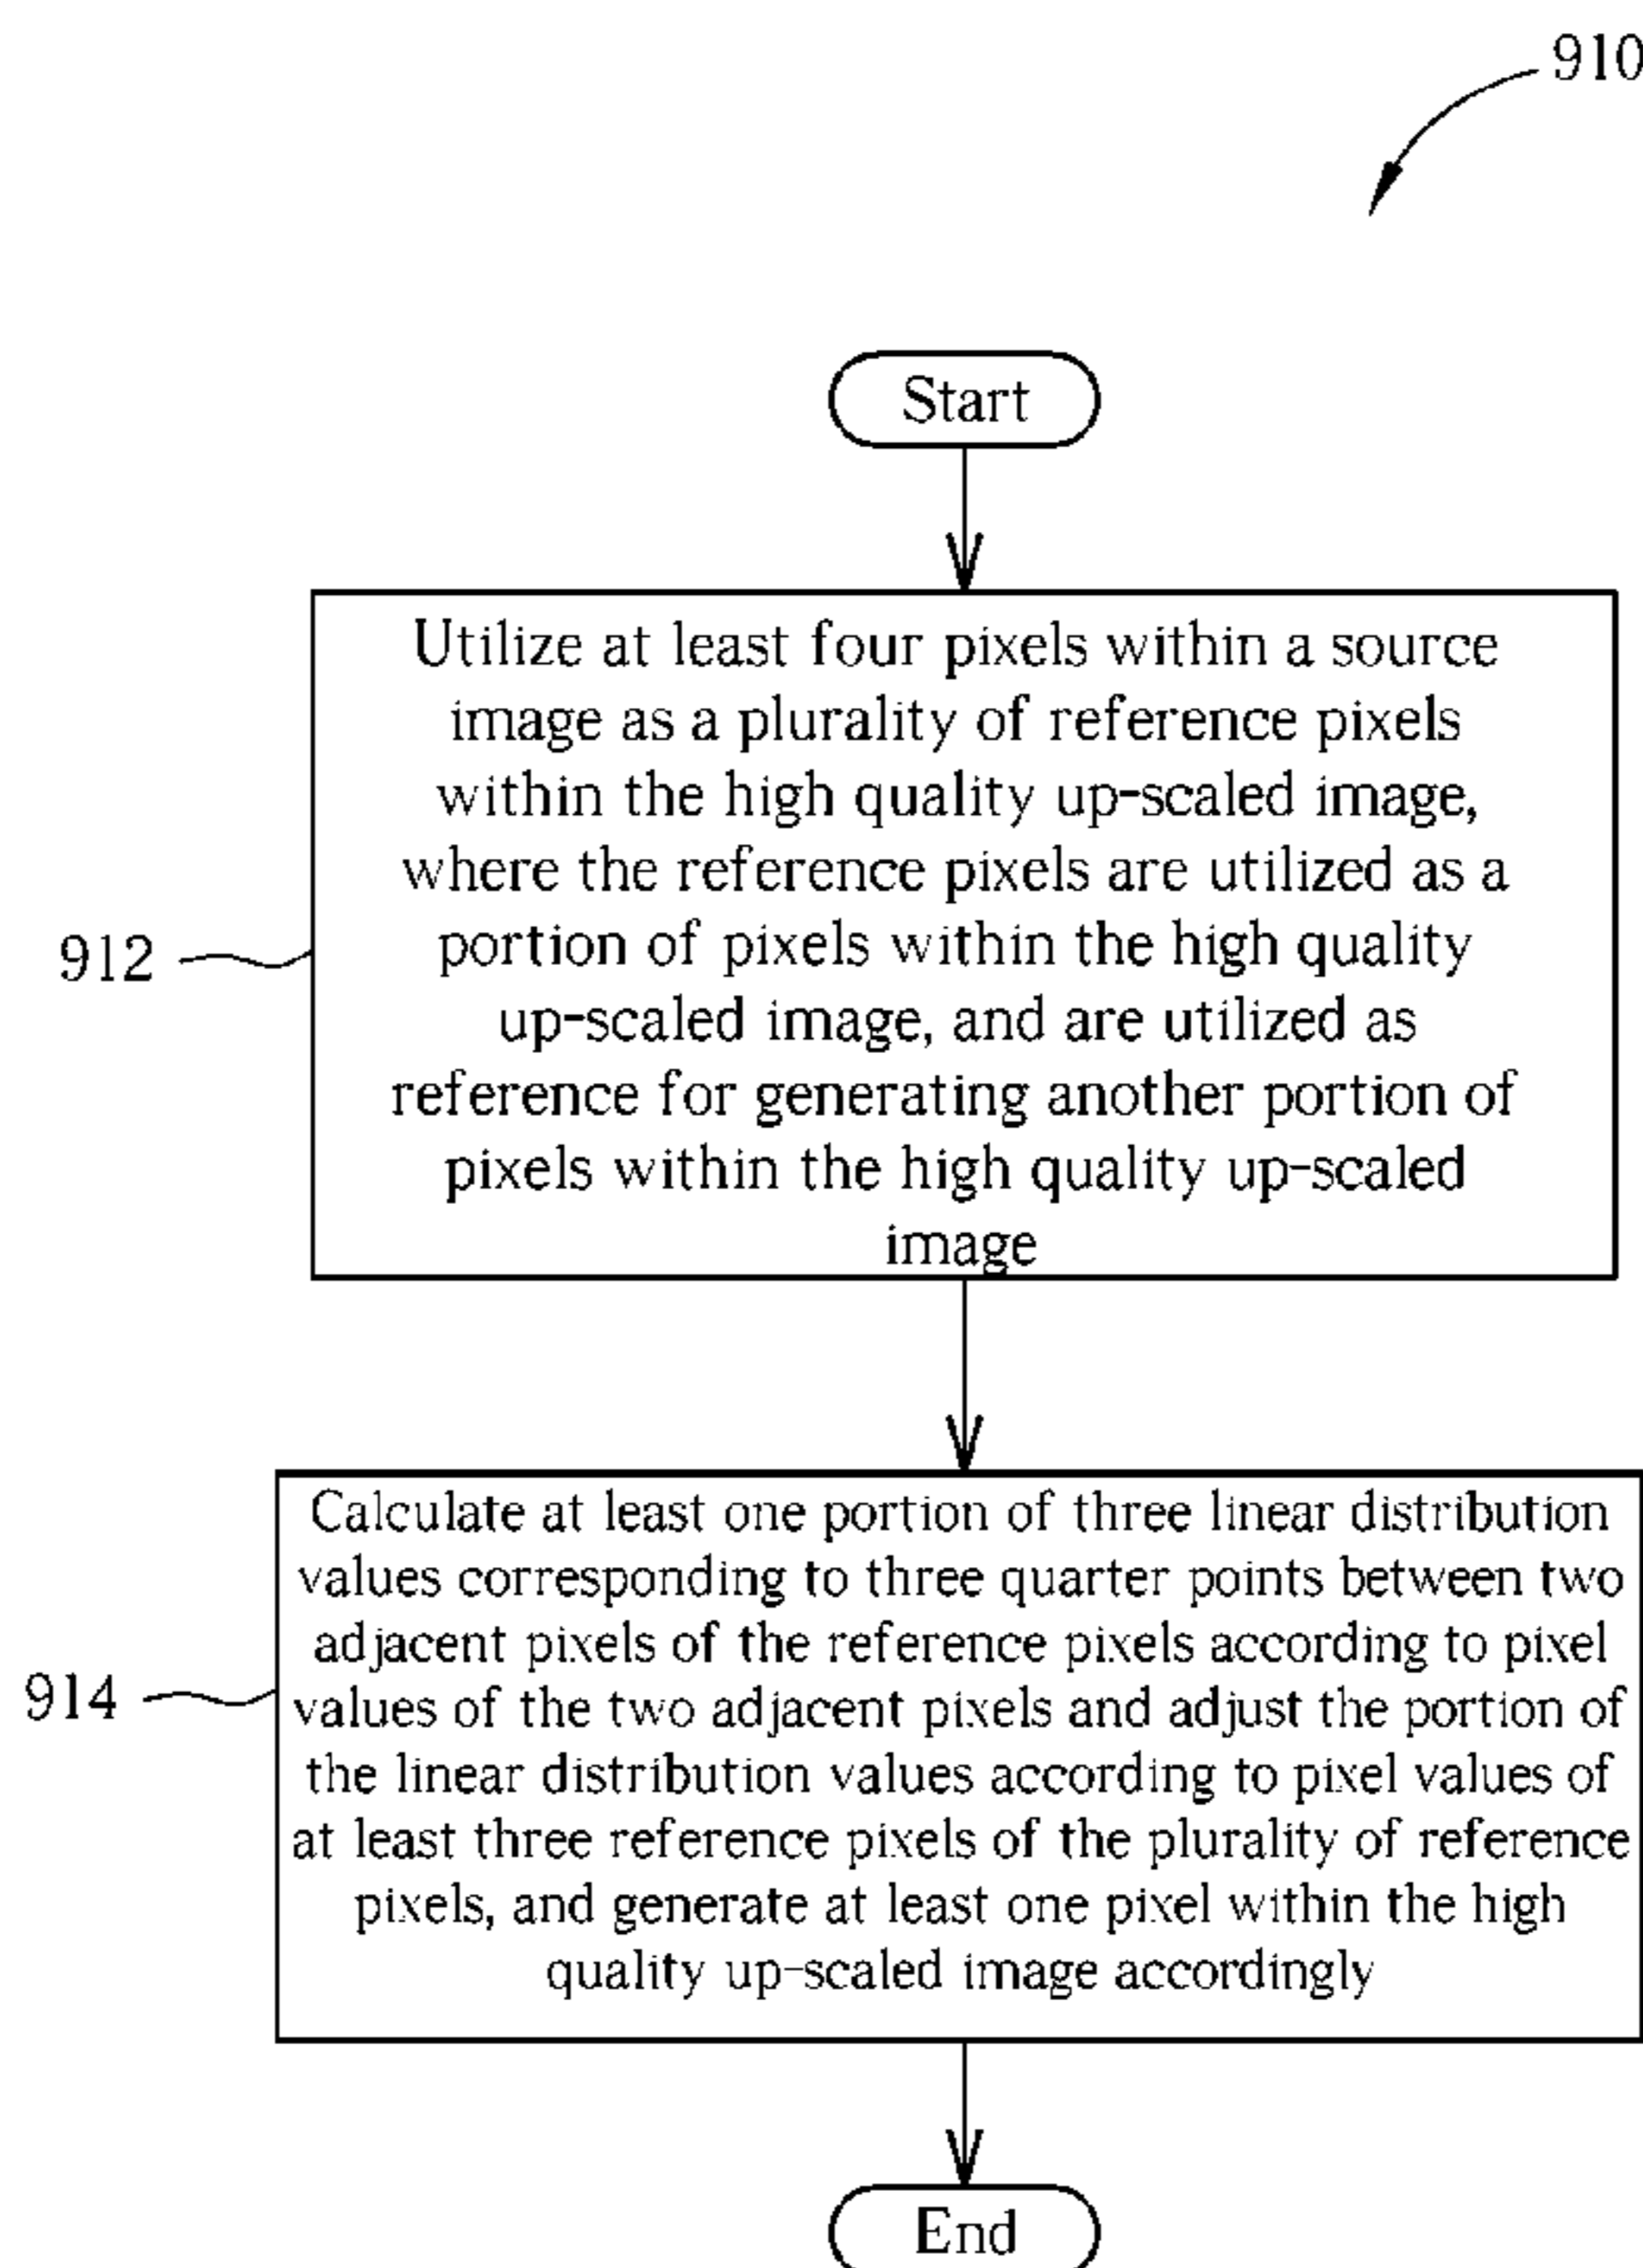 910
Start
Utilize at least four pixels within a source
image as a plurality of reference pixels
within the high quality up-scaled image,
where the reference pixels are utilized as a
portion of pixels within the high quality
up-scaled image, and are utilized as
reference for generating another portion of
pixels within the high quality up-scaled
image
912
Calculate at least one portion of three linear distribution
values corresponding to three quarter points between two
adjacent pixels of the reference pixels according to pixel
values of the two adjacent pixels and adjust the portion of
the linear distribution values according to pixel values of
at least three reference pixels of the plurality of reference
pixels, and generate at least one pixel within the high
quality up-scaled image accordingly
914
End